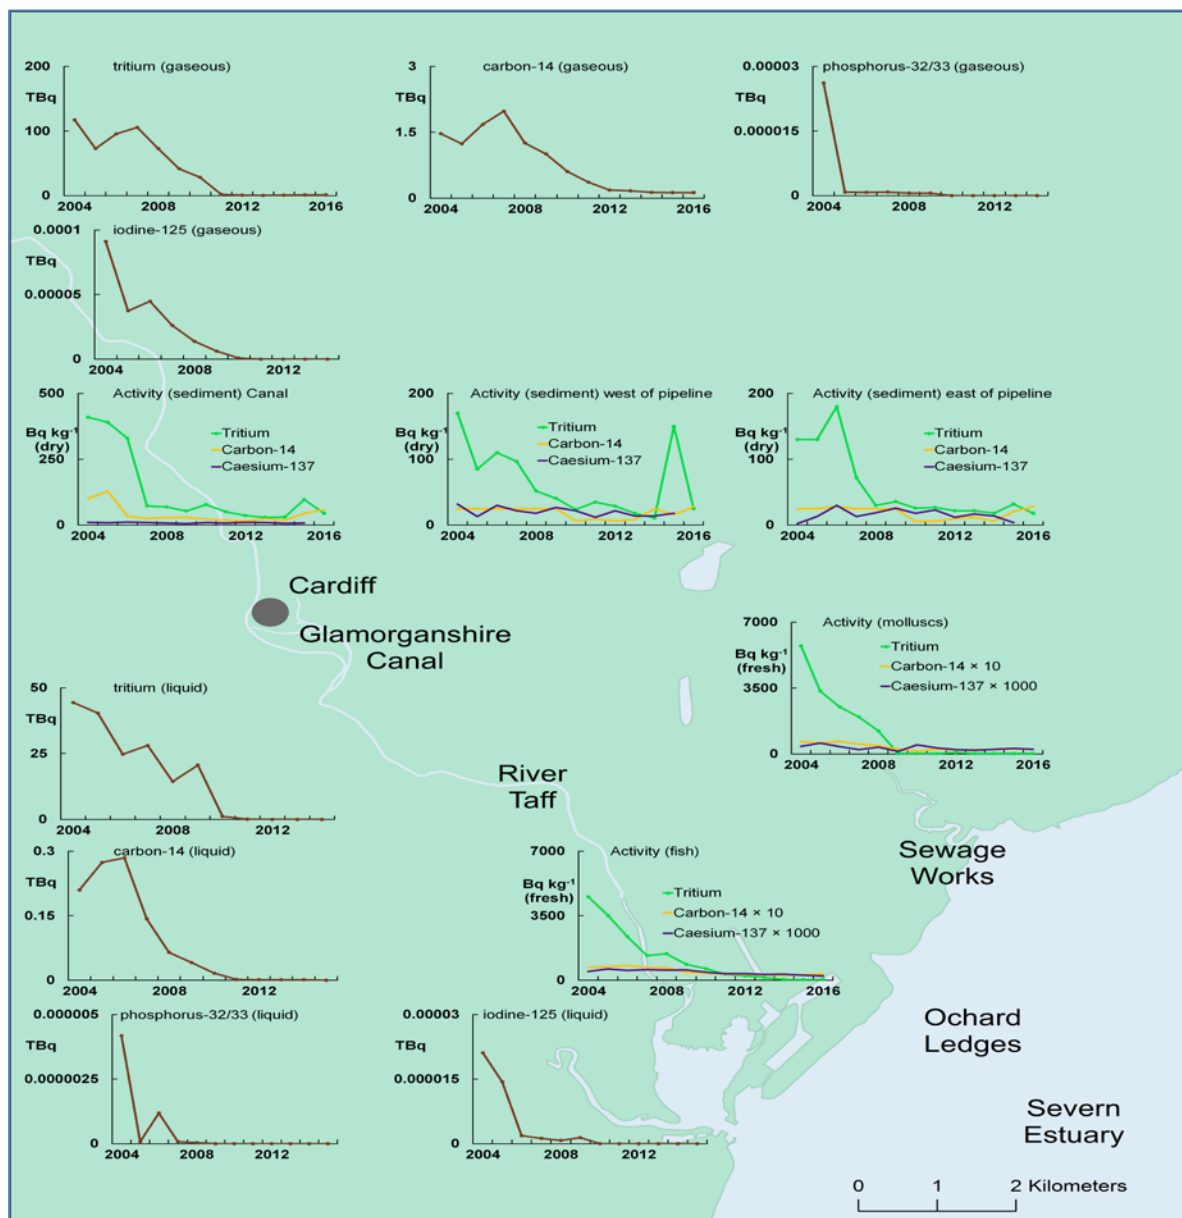 tritium (gaseous)
200
TBq
100
0
2004
2008
2012
2016
carbon-14 (gaseous)
3
TBq
1.5
0
2004
2008
2012
2016
phosphorus-32/33 (gaseous)
0.00003
TBq
0.000015
0
2004
2008
2012
iodine-125 (gaseous)
0.0001
TBq
0.00005
0
2004
2008
2012
Activity (sediment) Canal
500
Bq kg⁻¹
(dry)
250
0
Tritium
Carbon-14
Caesium-137
2004
2008
2012
2016
Activity (sediment) west of pipeline
200
Bq kg⁻¹
(dry)
100
0
Tritium
Carbon-14
Caesium-137
2004
2008
2012
2016
Activity (sediment) east of pipeline
200
Bq kg⁻¹
(dry)
100
0
Tritium
Carbon-14
Caesium-137
2004
2008
2012
2016
Cardiff
Glamorganshire
Canal
Activity (molluscs)
7000
Bq kg⁻¹
(fresh)
3500
0
Tritium
Carbon-14 × 10
Caesium-137 × 1000
2004
2008
2012
2016
tritium (liquid)
50
TBq
25
0
2004
2008
2012
River
Taff
Sewage
Works
carbon-14 (liquid)
0.3
TBq
0.15
0
2004
2008
2012
Activity (fish)
7000
Bq kg⁻¹
(fresh)
3500
0
Tritium
Carbon-14 × 10
Caesium-137 × 1000
2004
2008
2012
2016
Ochard
Ledges
phosphorus-32/33 (liquid)
0.000005
TBq
0.0000025
0
2004
2008
2012
iodine-125 (liquid)
0.00003
TBq
0.000015
0
2004
2008
2012
Severn
Estuary
0 1 2 Kilometers